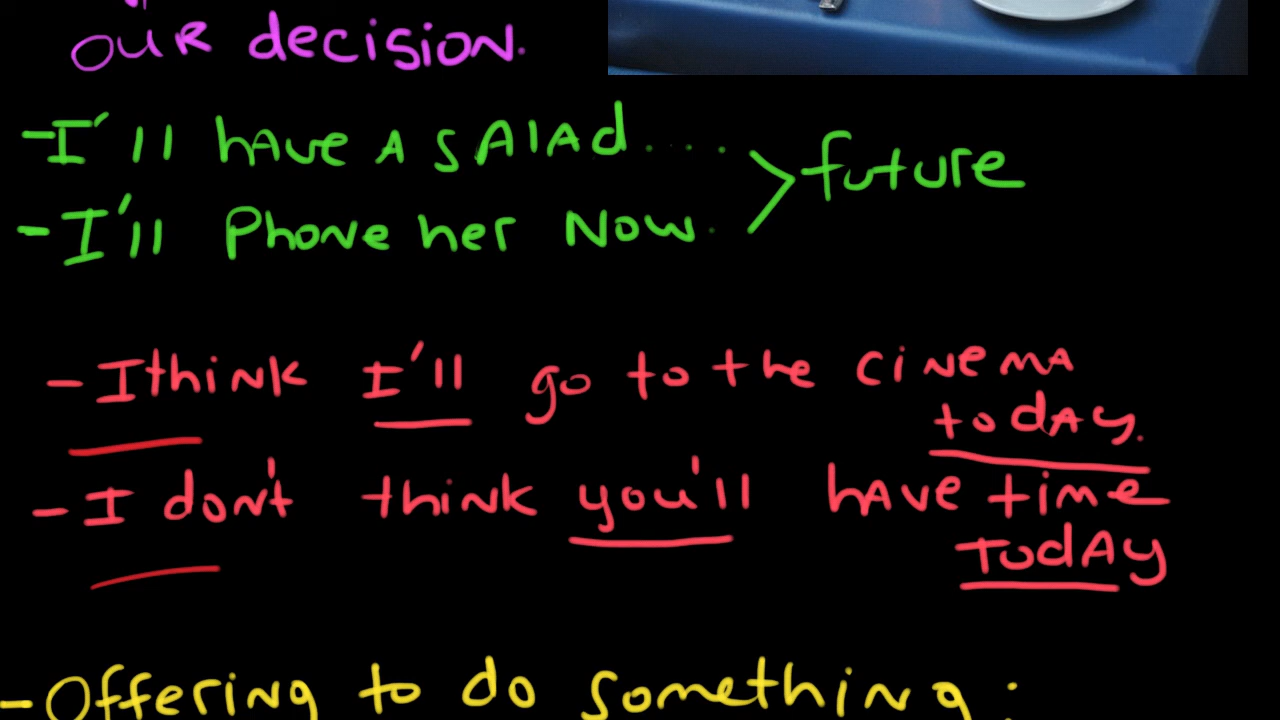 our decision.
- I'll have a salad....
- I'll Phone her Now.
future
- I think I'll go to the cinema
today.
- I don't think you'll have time
today
- Offering to do something: